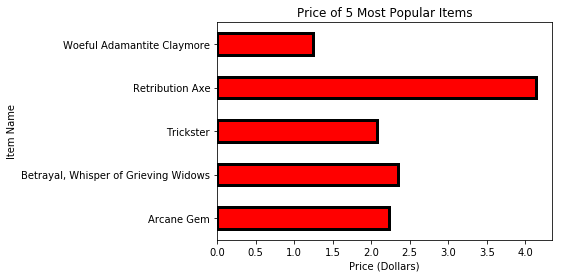 Price of 5 Most Popular Items
Woeful Adamantite Claymore
Retribution Axe
Trickster
Betrayal, Whisper of Grieving Widows
Arcane Gem
Item Name
0.0 0.5 1.0 1.5 2.0 2.5 3.0 3.5 4.0
Price (Dollars)